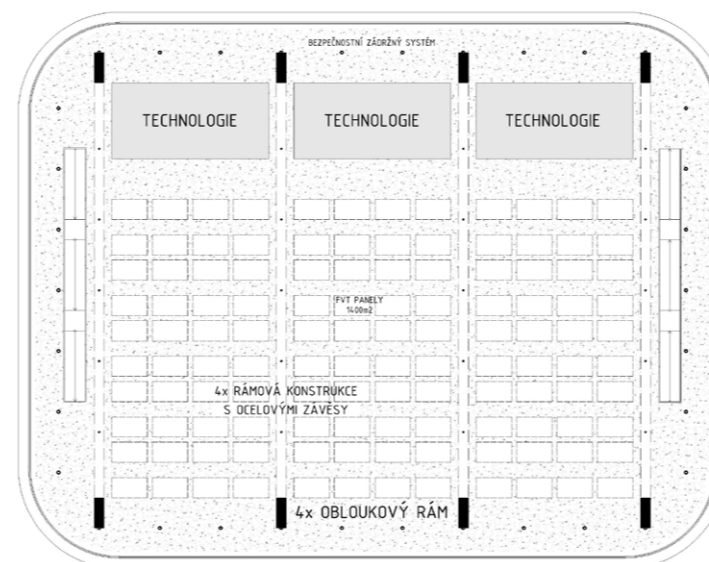 BEZPEČNOSTNÍ ZÁDRŽNÝ SYSTÉM
TECHNOLOGIE
TECHNOLOGIE
TECHNOLOGIE
FVT PANELY
1400m2
4x RÁMOVÁ KONSTRUKCE
S OCELOVÝMI ZÁVĚSY
4x OBLOUKOVÝ RÁM